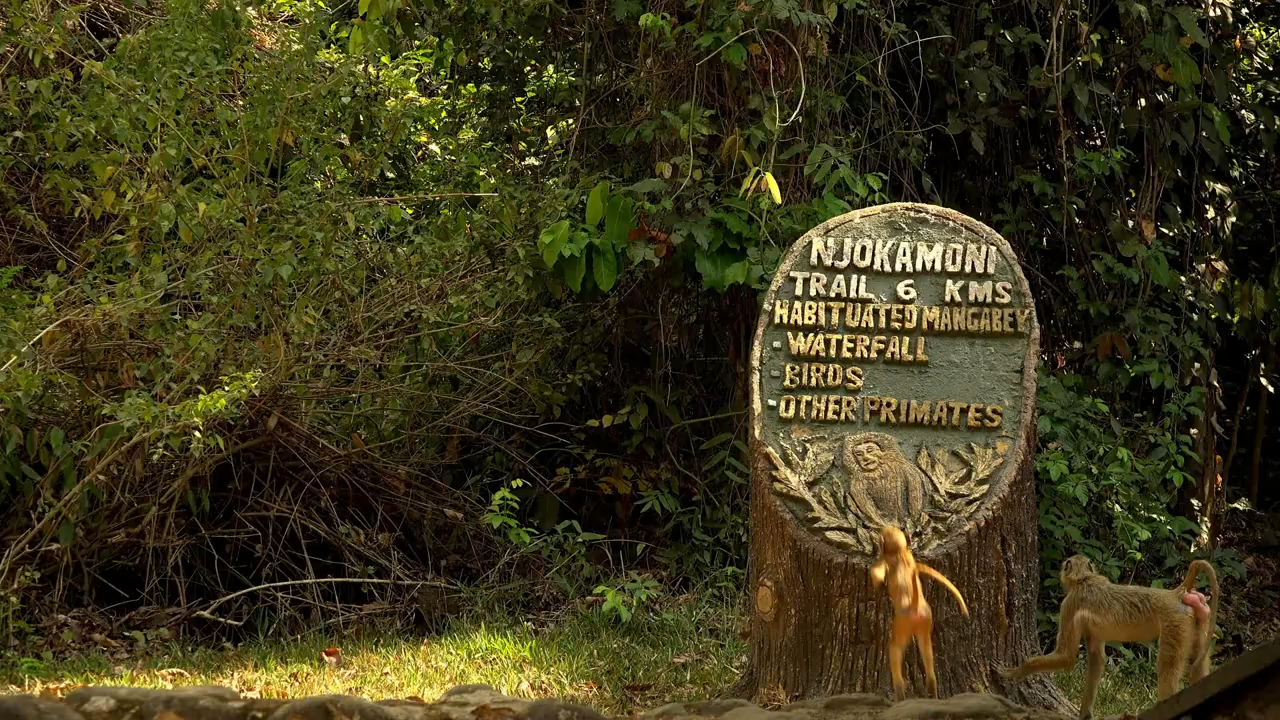 NJOKAMONI
TRAIL 6 KMS
HABITUATED MANGABEY
- WATERFALL
- BIRDS
- OTHER PRIMATES